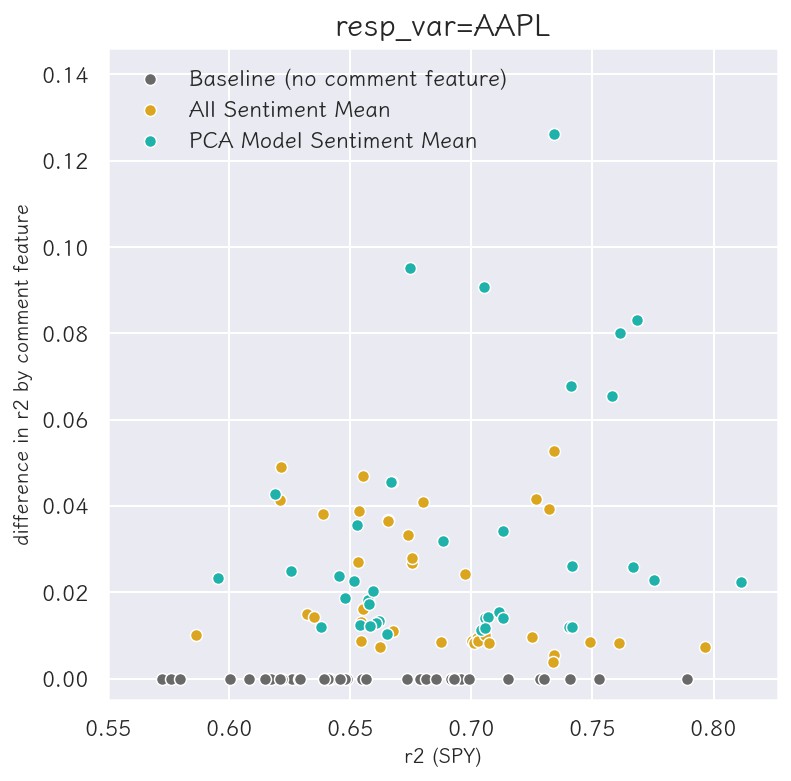 resp_var=AAPL
Baseline (no comment feature)
All Sentiment Mean
PCA Model Sentiment Mean
difference in r2 by comment feature
0.14
0.12
0.10
0.08
0.06
0.04
0.02
0.00
0.55 0.60 0.65 0.70 0.75 0.80
r2 (SPY)